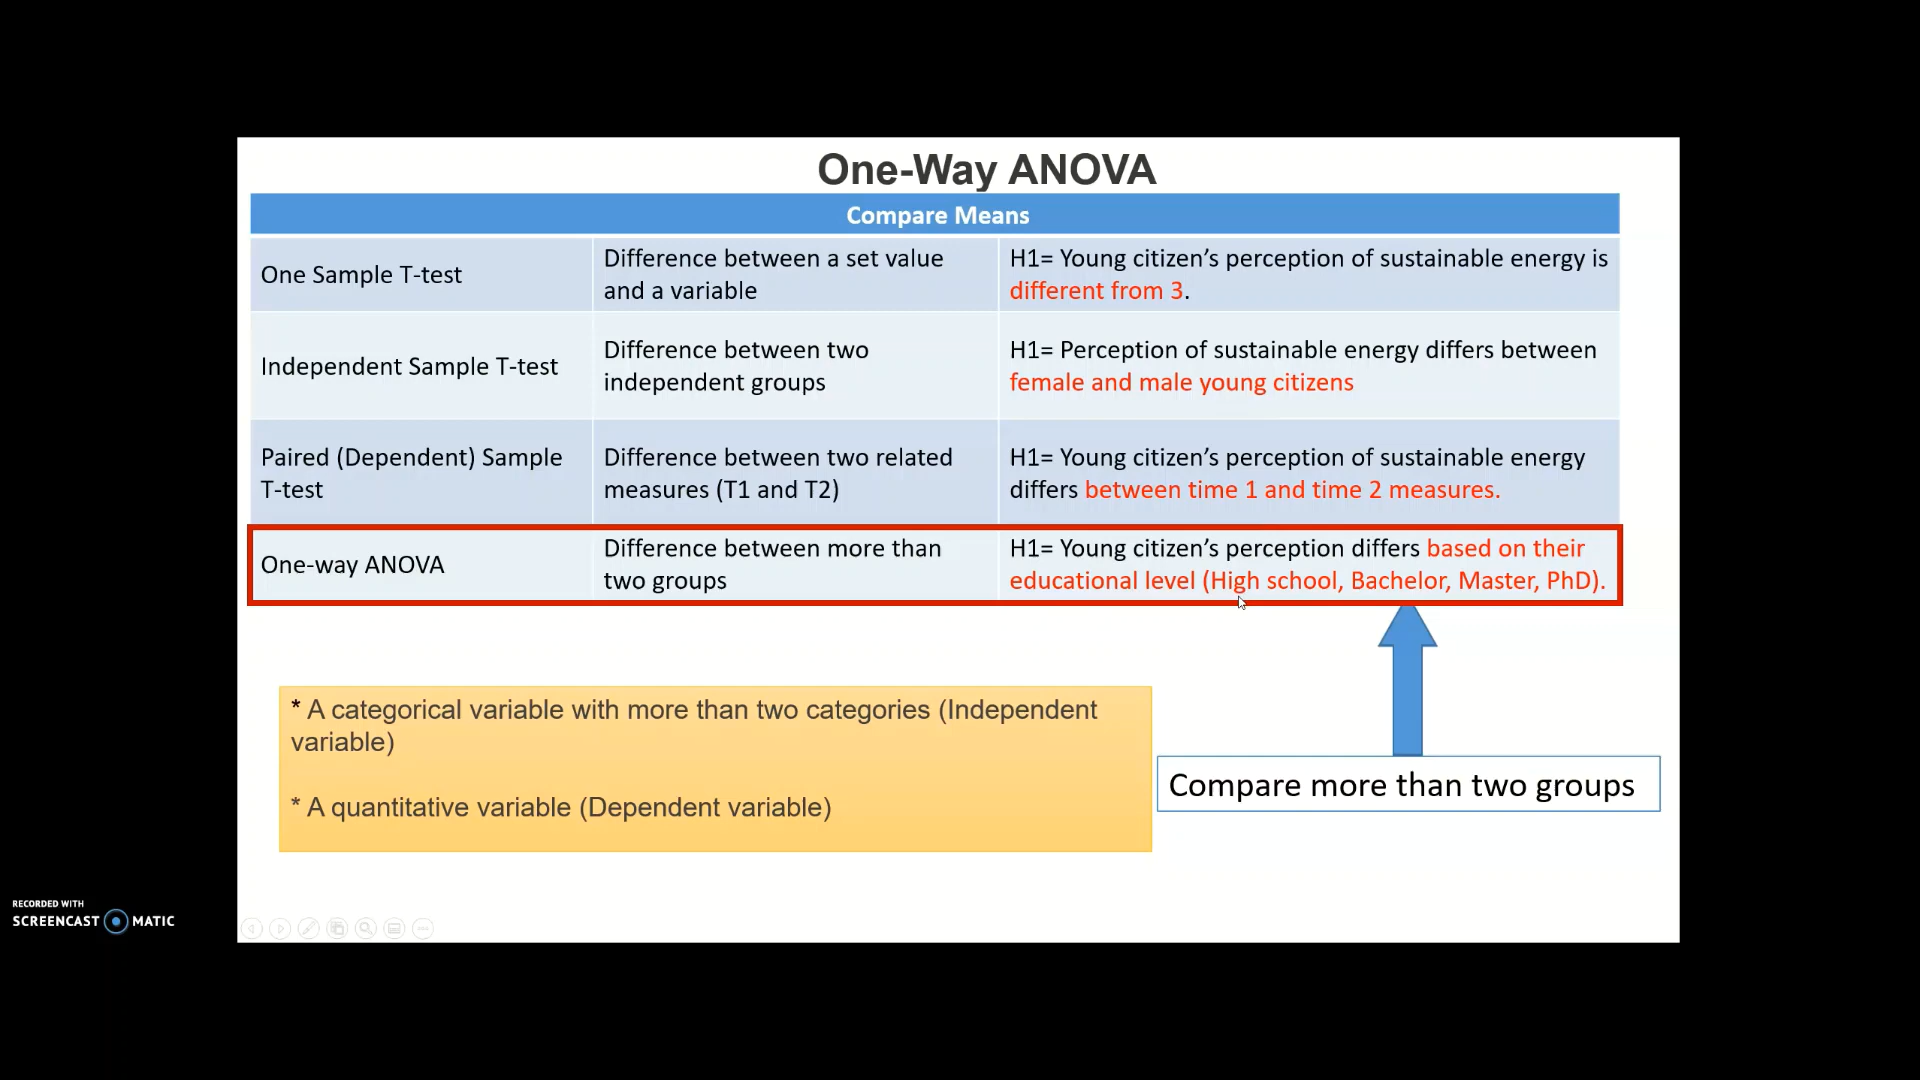 One-Way ANOVA
Compare Means
One Sample T-test
Difference between a set value
and a variable
H1= Young citizen’s perception of sustainable energy is
different from 3.
Independent Sample T-test
Difference between two
independent groups
H1= Perception of sustainable energy differs between
female and male young citizens
Paired (Dependent) Sample
T-test
Difference between two related
measures (T1 and T2)
H1= Young citizen’s perception of sustainable energy
differs between time 1 and time 2 measures.
One-way ANOVA
Difference between more than
two groups
H1= Young citizen’s perception differs based on their
educational level (High school, Bachelor, Master, PhD).
* A categorical variable with more than two categories (Independent
variable)
* A quantitative variable (Dependent variable)
Compare more than two groups
RECORDED WITH
SCREENCAST MATIC